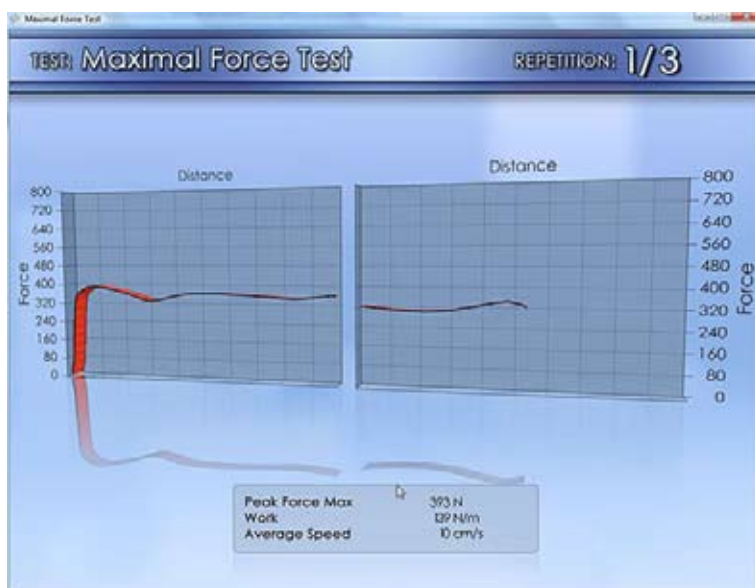 Maximal Force Test
TEST: Maximal Force Test
REPETITION: 1/3
Distance
800
720
640
560
480
400
320
240
160
80
0
Force
Distance
800
720
640
560
480
400
320
240
160
80
0
Force
Peak Force Max 393 N
Work 139 N/m
Average Speed 10 cm/s